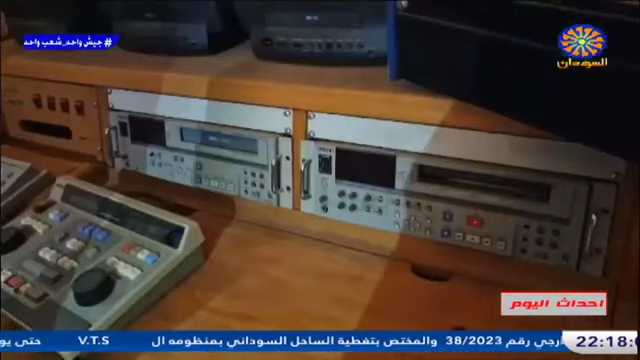 #جيش_واحد_شعب_واحد
السودان
احداث اليوم
رجي رقم 38/2023 والمختص بتغطية الساحل السوداني بمنظومه ال V.T.S حتى يو
22:18